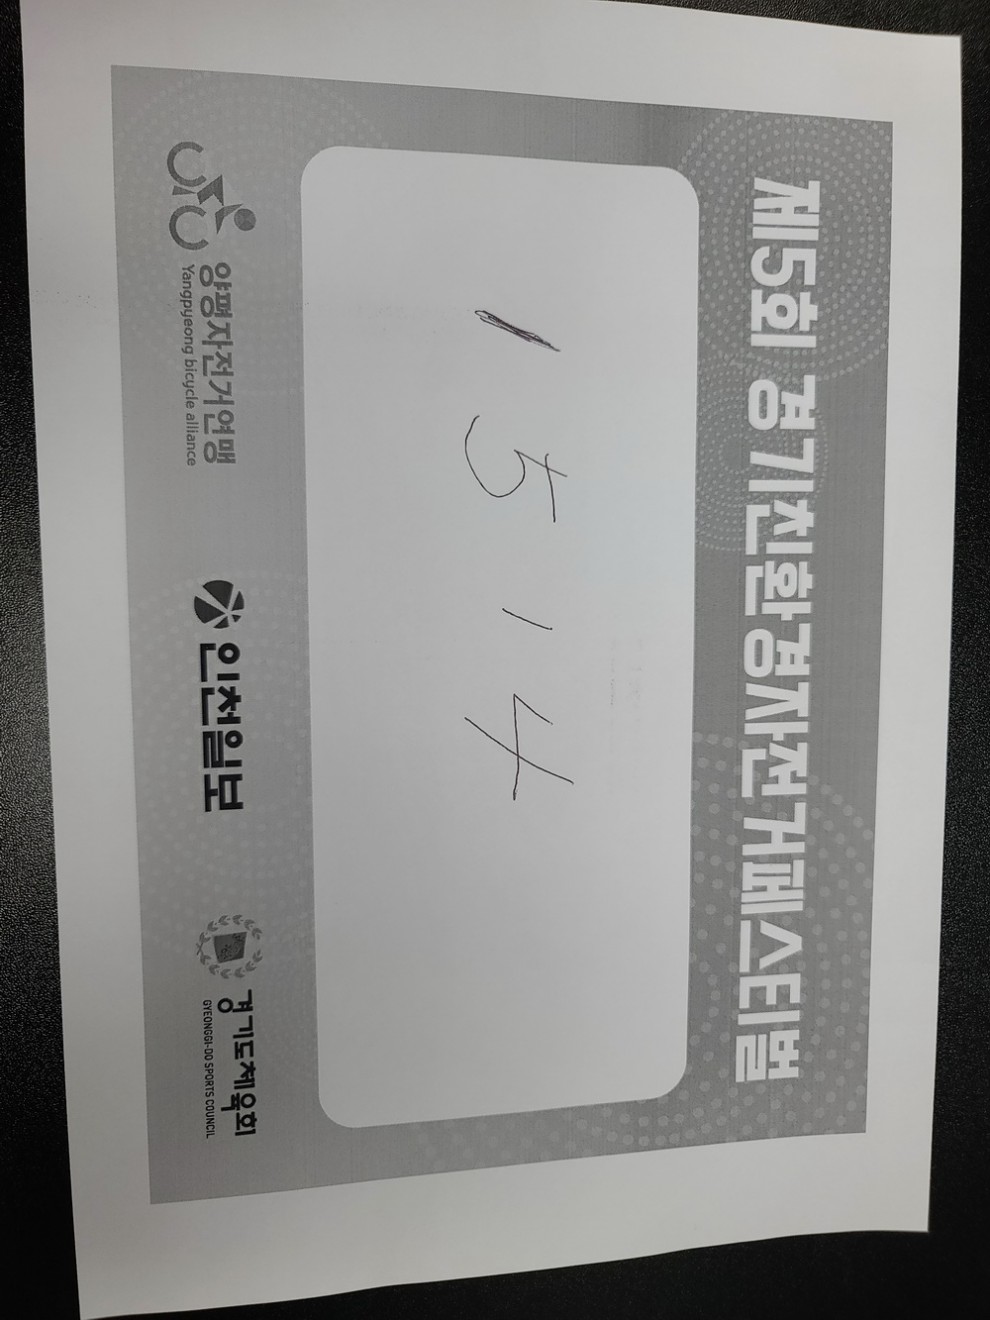 제5회 경기친환경자전거페스티벌
1514
양평자전거연맹
Yangpyeong bicycle alliance
인천일보
경기도체육회
GYEONGGI-DO SPORTS COUNCIL